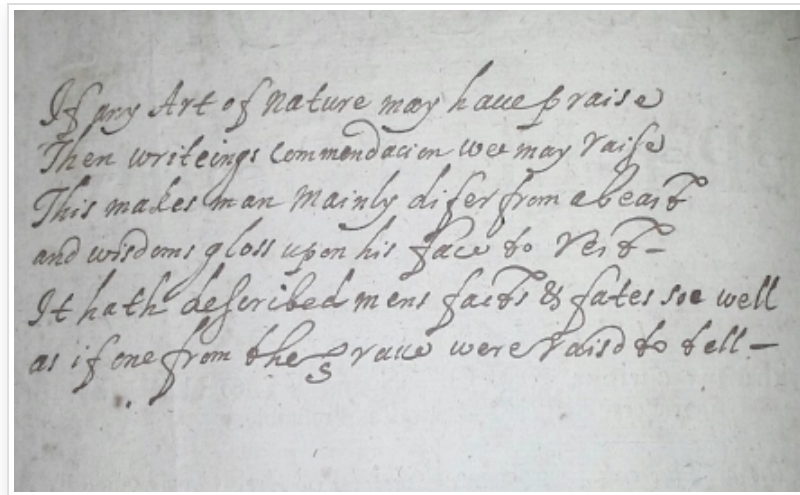 If any Art of Nature may haue praise
Then writeings Commendacion wee may raise
This makes man Mainly difer from a beast
and wisdoms gloss upon his face to rest
It hath described mens facts & fates soe well
as if one from the graue were raisd to tell